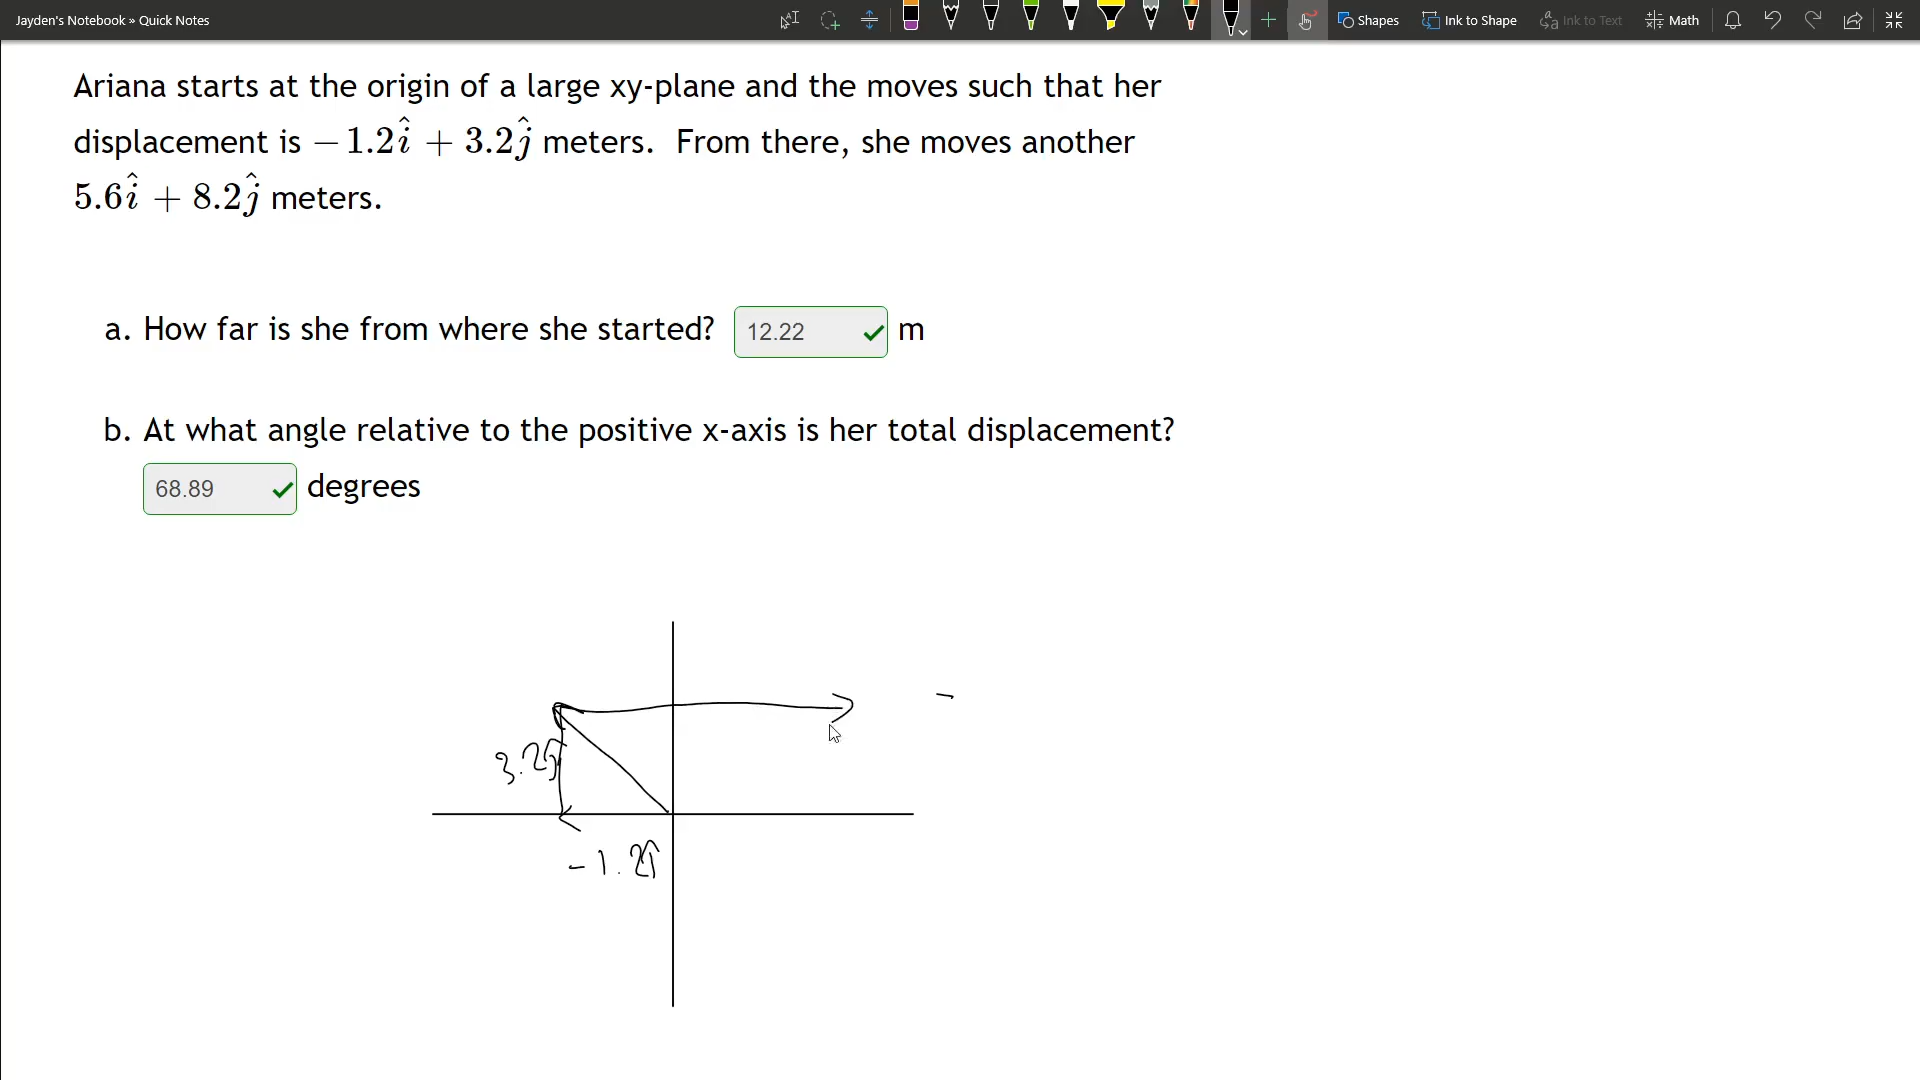 Jayden's Notebook » Quick Notes
Shapes
Ink to Shape
Ink to Text
Math
Ariana starts at the origin of a large xy-plane and the moves such that her
displacement is −1.2î + 3.2ĵ meters. From there, she moves another
5.6î + 8.2ĵ meters.
a. How far is she from where she started? 12.22 m
b. At what angle relative to the positive x-axis is her total displacement?
68.89 degrees
3.2ĵ
-1.2î